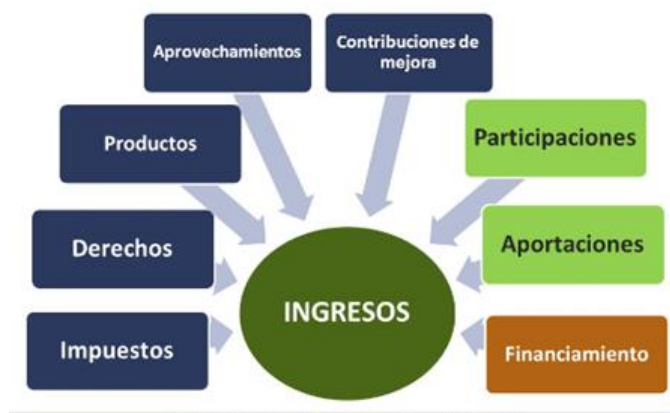 Aprovechamientos
Contribuciones de
mejora
Productos
Participaciones
Derechos
Aportaciones
INGRESOS
Impuestos
Financiamiento